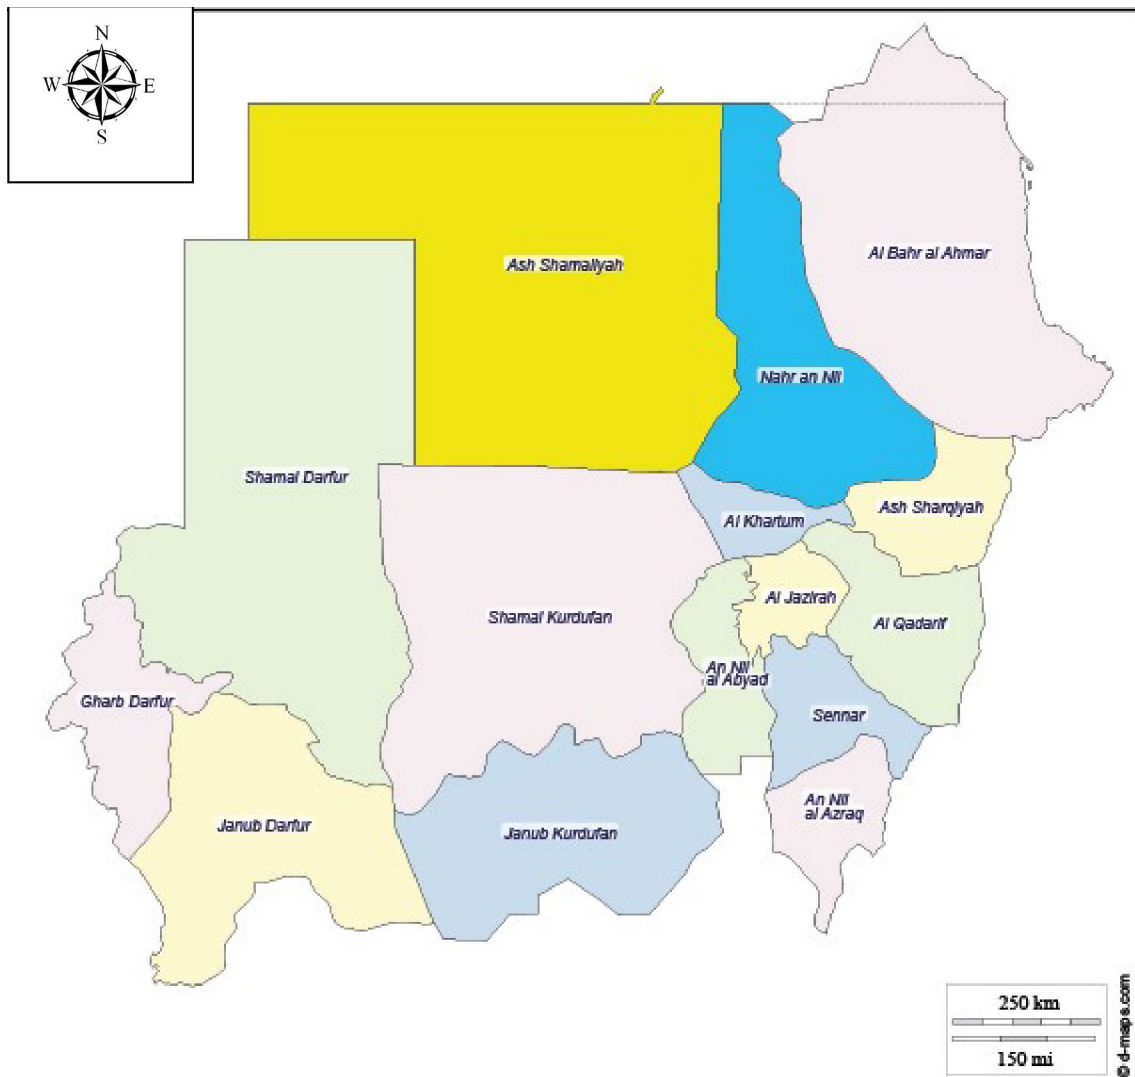 N
W E
S
Al Bahr al Ahmar
Ash Shamaliyah
Nahr an Nil
Shamal Darfur
Ash Sharqiyah
Al Khartum
Al Jazirah
Shamal Kurdufan
Al Qadarif
An Nil
al Abyad
Gharb Darfur
Sennar
An Nil
al Azraq
Janub Darfur
Janub Kurdufan
250 km
150 mi
© d-maps.com